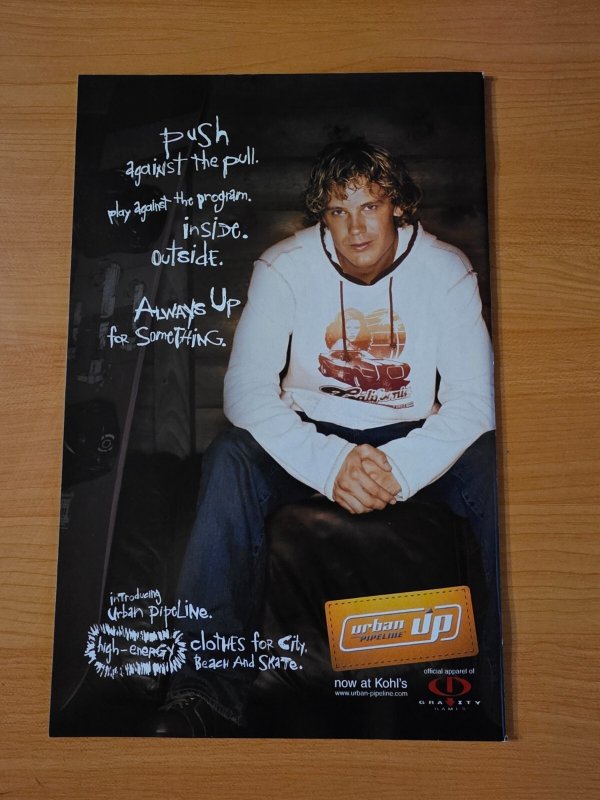 push
against the pull.
play against the program.
inside.
outside.
Always Up
for Something.
introducing
urban pipeline.
high-energy clothes for city,
Beach And Skate.
California
urban
PIPELINE
Up
now at Kohl's
www.urban-pipeline.com
official apparel of
GRAVITY
GAMES